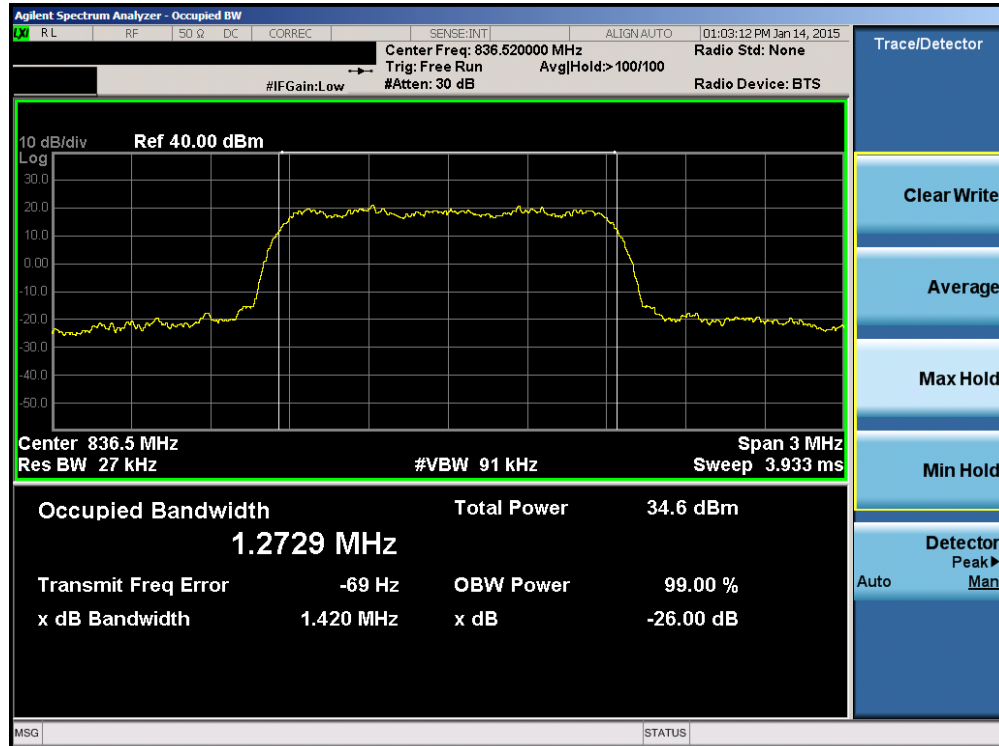 Agilent Spectrum Analyzer - Occupied BW
LXI RL RF 50 Ω DC CORREC SENSE:INT ALIGN AUTO 01:03:12 PM Jan 14, 2015
Center Freq: 836.520000 MHz Radio Std: None
Trig: Free Run Avg|Hold:>100/100
#IFGain:Low #Atten: 30 dB Radio Device: BTS
10 dB/div Ref 40.00 dBm
Log
30.0
20.0
10.0
0.00
-10.0
-20.0
-30.0
-40.0
-50.0
Center 836.5 MHz Span 3 MHz
Res BW 27 kHz #VBW 91 kHz Sweep 3.933 ms
Occupied Bandwidth Total Power 34.6 dBm
1.2729 MHz
Transmit Freq Error -69 Hz OBW Power 99.00 %
x dB Bandwidth 1.420 MHz x dB -26.00 dB
Trace/Detector
Clear Write
Average
Max Hold
Min Hold
Detector
Peak▶
Auto Man
MSG STATUS